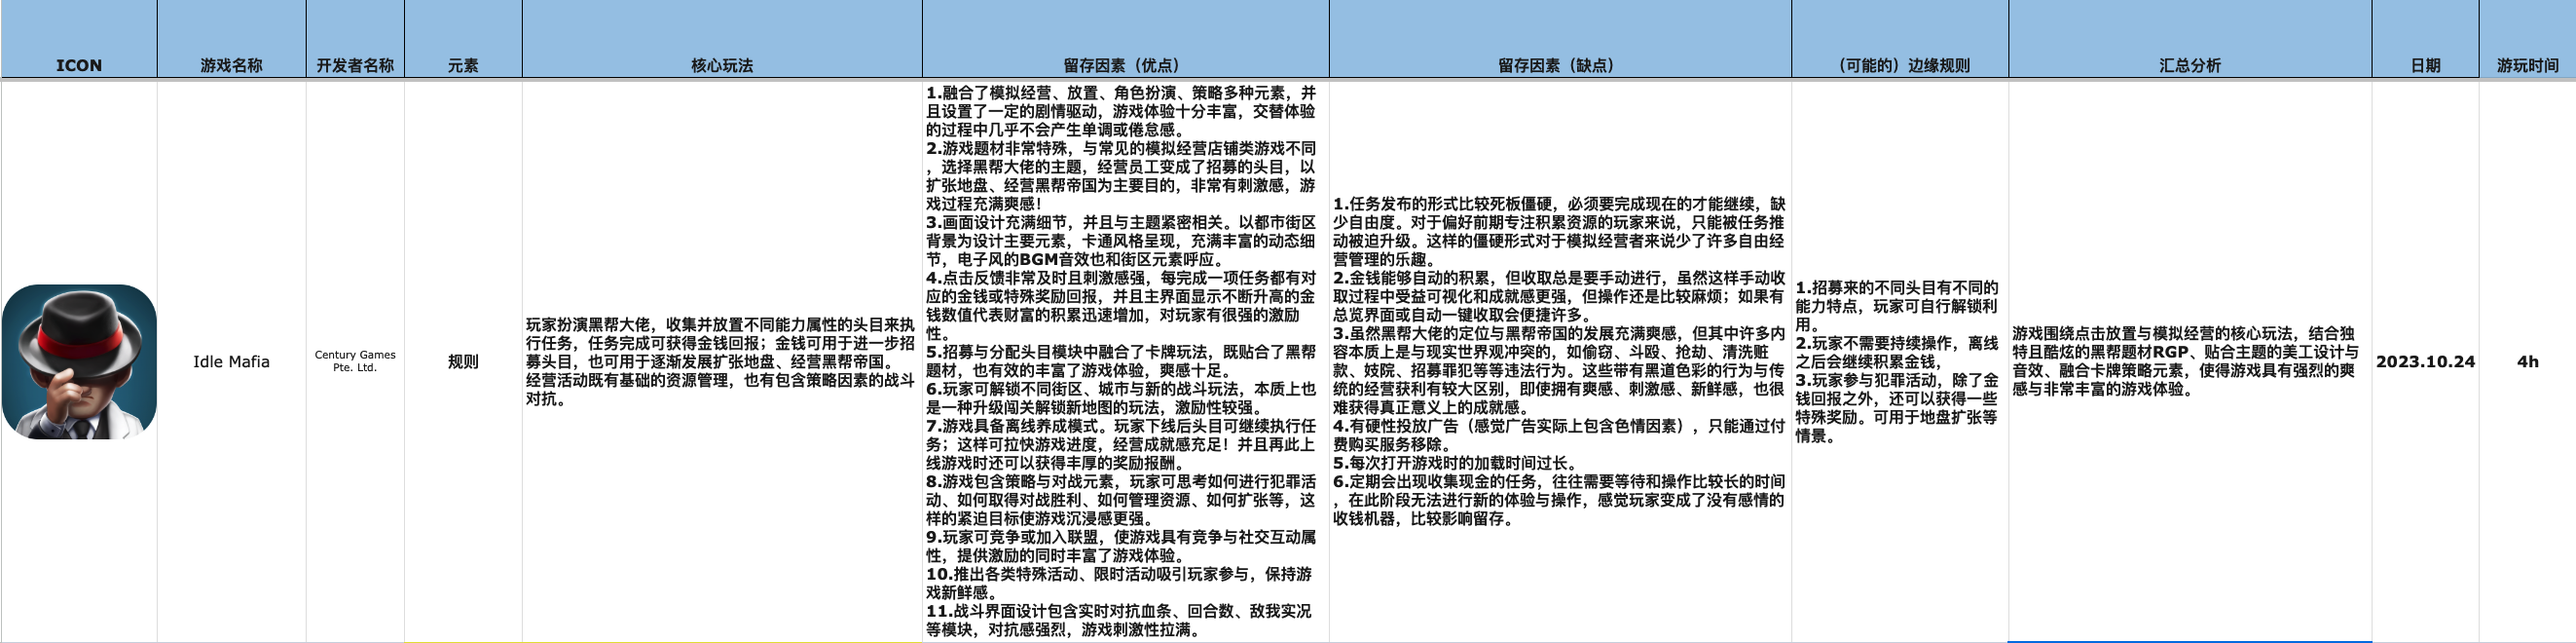 ICON
游戏名称
开发者名称
元素
核心玩法
留存因素（优点）
留存因素（缺点）
（可能的）边缘规则
汇总分析
日期
游玩时间
Idle Mafia
Century Games
Pte. Ltd.
规则
玩家扮演黑帮大佬，收集并放置不同能力属性的头目来执
行任务，任务完成可获得金钱回报；金钱可用于进一步招
募头目，也可用于逐渐发展扩张地盘、经营黑帮帝国。
经营活动既有基础的资源管理，也有包含策略因素的战斗
对抗。
1.融合了模拟经营、放置、角色扮演、策略多种元素，并
且设置了一定的剧情驱动，游戏体验十分丰富，交替体验
的过程中几乎不会产生单调或倦怠感。
2.游戏题材非常特殊，与常见的模拟经营店铺类游戏不同
，选择黑帮大佬的主题，经营员工变成了招募的头目，以
扩张地盘、经营黑帮帝国为主要目的，非常有刺激感，游
戏过程充满爽感！
3.画面设计充满细节，并且与主题紧密相关。以都市街区
背景为设计主要元素，卡通风格呈现，充满丰富的动态细
节，电子风的BGM音效也和街区元素呼应。
4.点击反馈非常及时且刺激感强，每完成一项任务都有对
应的金钱或特殊奖励回报，并且主界面显示不断升高的金
钱数值代表财富的积累迅速增加，对玩家有很强的激励
性。
5.招募与分配头目模块中融合了卡牌玩法，既贴合了黑帮
题材，也有效的丰富了游戏体验，爽感十足。
6.玩家可解锁不同街区、城市与新的战斗玩法，本质上也
是一种升级闯关解锁新地图的玩法，激励性较强。
7.游戏具备离线养成模式。玩家下线后头目可继续执行任
务；这样可拉快游戏进度，经营成就感充足！并且再此上
线游戏时还可以获得丰厚的奖励报酬。
8.游戏包含策略与对战元素，玩家可思考如何进行犯罪活
动、如何取得对战胜利、如何管理资源、如何扩张等，这
样的紧迫目标使游戏沉浸感更强。
9.玩家可竞争或加入联盟，使游戏具有竞争与社交互动属
性，提供激励的同时丰富了游戏体验。
10.推出各类特殊活动、限时活动吸引玩家参与，保持游
戏新鲜感。
11.战斗界面设计包含实时对抗血条、回合数、敌我实况
等模块，对抗感强烈，游戏刺激性拉满。
1.任务发布的形式比较死板僵硬，必须要完成现在的才能继续，缺
少自由度。对于偏好前期专注积累资源的玩家来说，只能被任务推
动被迫升级。这样的僵硬形式对于模拟经营者来说少了许多自由经
营管理的乐趣。
2.金钱能够自动的积累，但收取总是要手动进行，虽然这样手动收
取过程中受益可视化和成就感更强，但操作还是比较麻烦；如果有
总览界面或自动一键收取会便捷许多。
3.虽然黑帮大佬的定位与黑帮帝国的发展充满爽感，但其中许多内
容本质上是与现实世界观冲突的，如偷窃、斗殴、抢劫、清洗赃
款、妓院、招募罪犯等等违法行为。这些带有黑道色彩的行为与传
统的经营获利有较大区别，即使拥有爽感、刺激感、新鲜感，也很
难获得真正意义上的成就感。
4.有硬性投放广告（感觉广告实际上包含色情因素），只能通过付
费购买服务移除。
5.每次打开游戏时的加载时间过长。
6.定期会出现收集现金的任务，往往需要等待和操作比较长的时间
，在此阶段无法进行新的体验与操作，感觉玩家变成了没有感情的
收钱机器，比较影响留存。
1.招募来的不同头目有不同的
能力特点，玩家可自行解锁利
用。
2.玩家不需要持续操作，离线
之后会继续积累金钱，
3.玩家参与犯罪活动，除了金
钱回报之外，还可以获得一些
特殊奖励。可用于地盘扩张等
情景。
游戏围绕点击放置与模拟经营的核心玩法，结合独
特且酷炫的黑帮题材RGP、贴合主题的美工设计与
音效、融合卡牌策略元素，使得游戏具有强烈的爽
感与非常丰富的游戏体验。
2023.10.24
4h